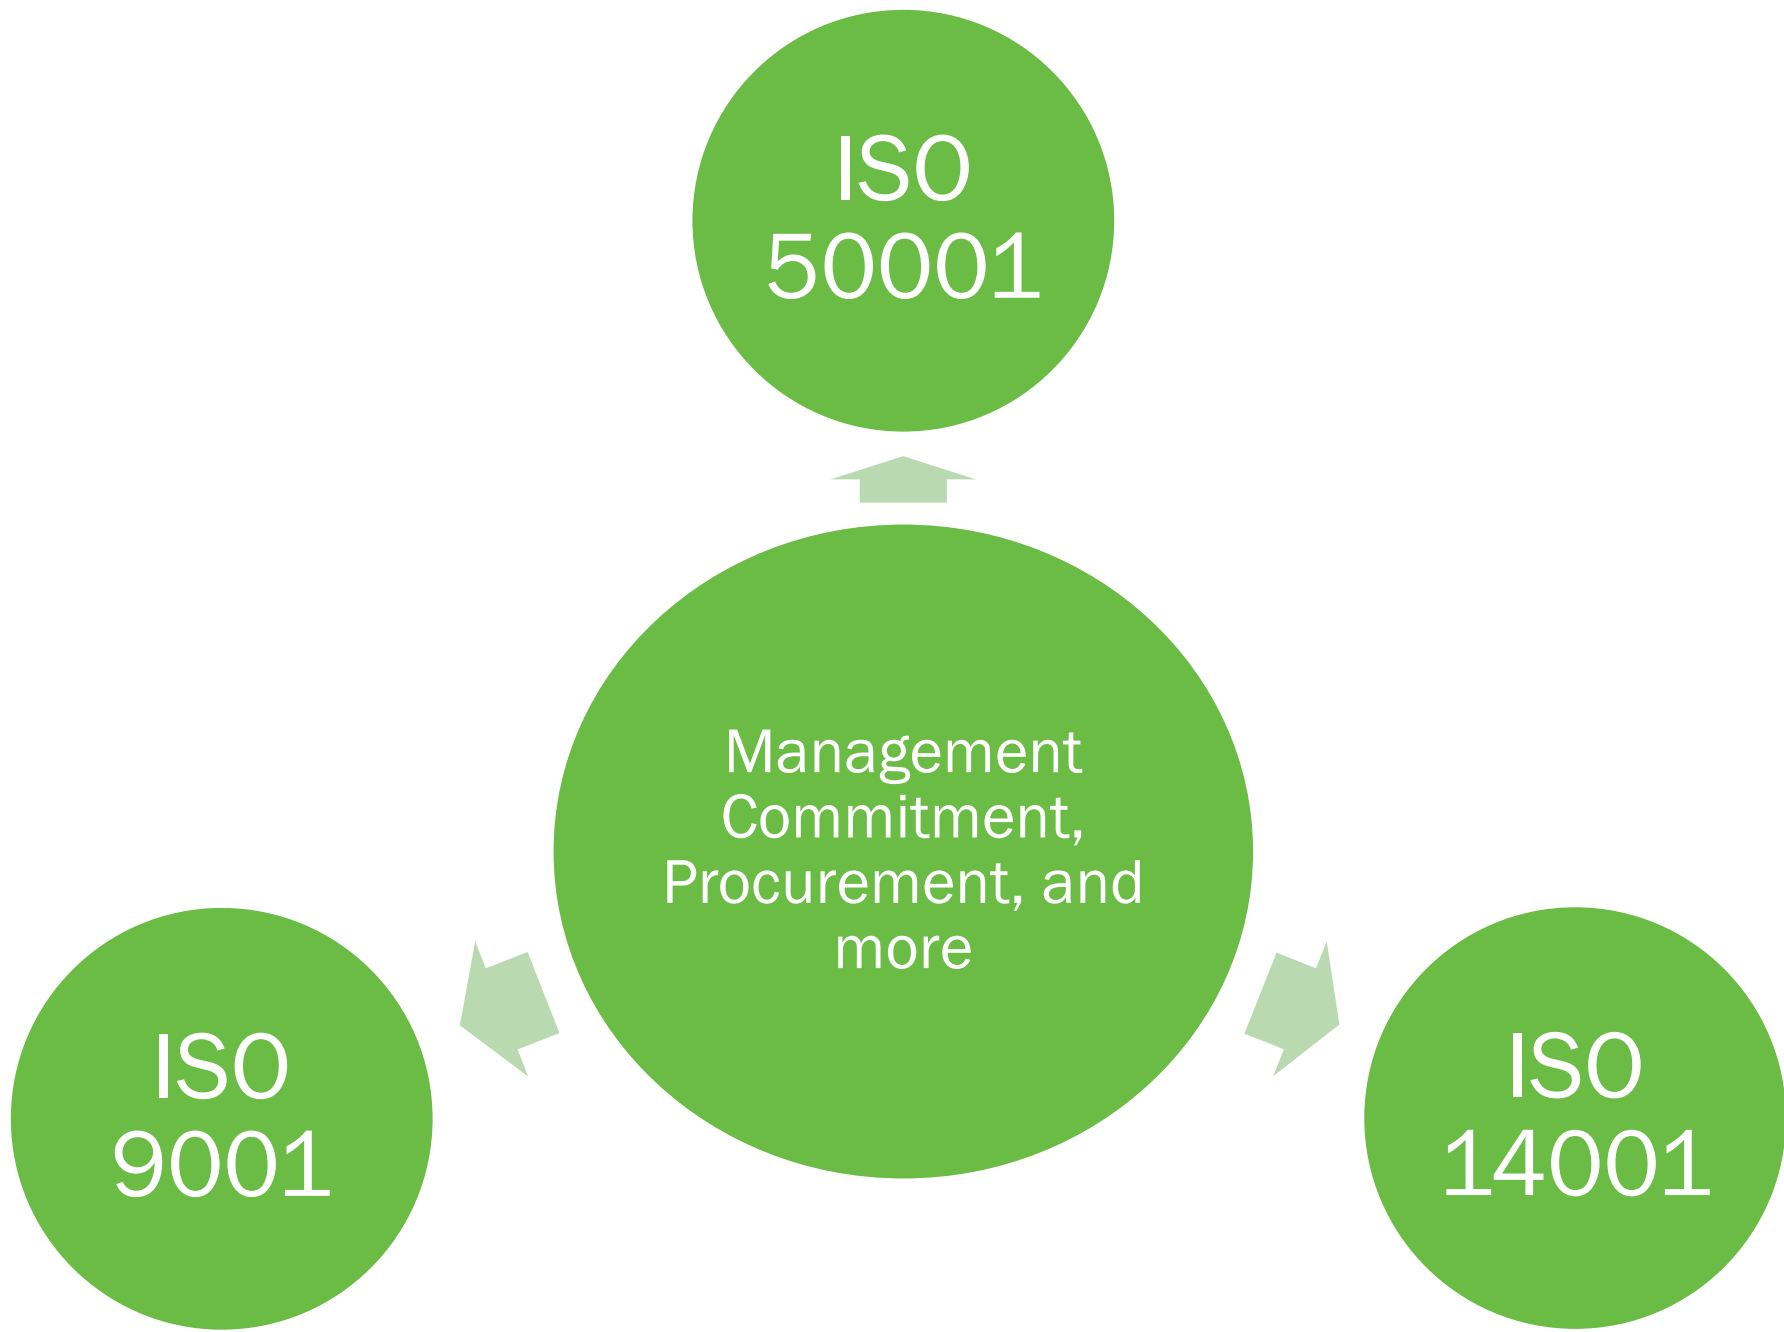 ISO
50001
Management
Commitment,
Procurement, and
more
ISO
9001
ISO
14001